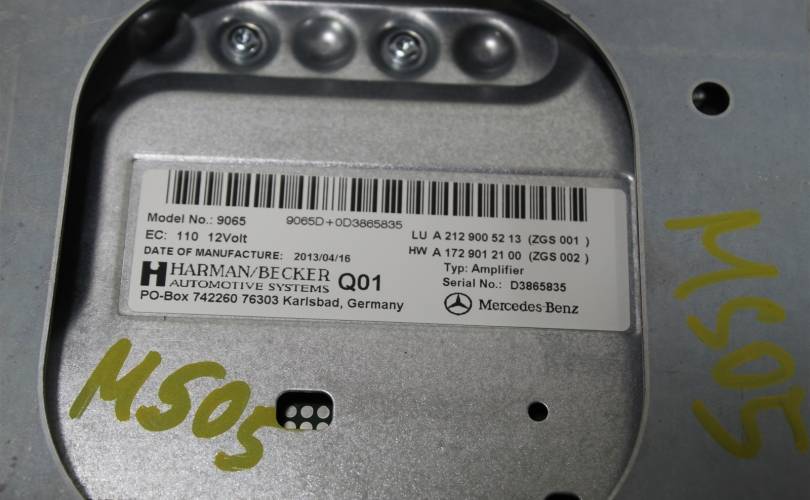 Model No.: 9065 9065D+0D3865835
EC: 110 12Volt LU A 212 900 52 13 (ZGS 001 )
DATE OF MANUFACTURE: 2013/04/16 HW A 172 901 21 00 (ZGS 002 )
HARMAN/BECKER Q01 Typ: Amplifier
AUTOMOTIVE SYSTEMS Serial No.: D3865835
PO-Box 742260 76303 Karlsbad, Germany Mercedes-Benz
MS05
MS05